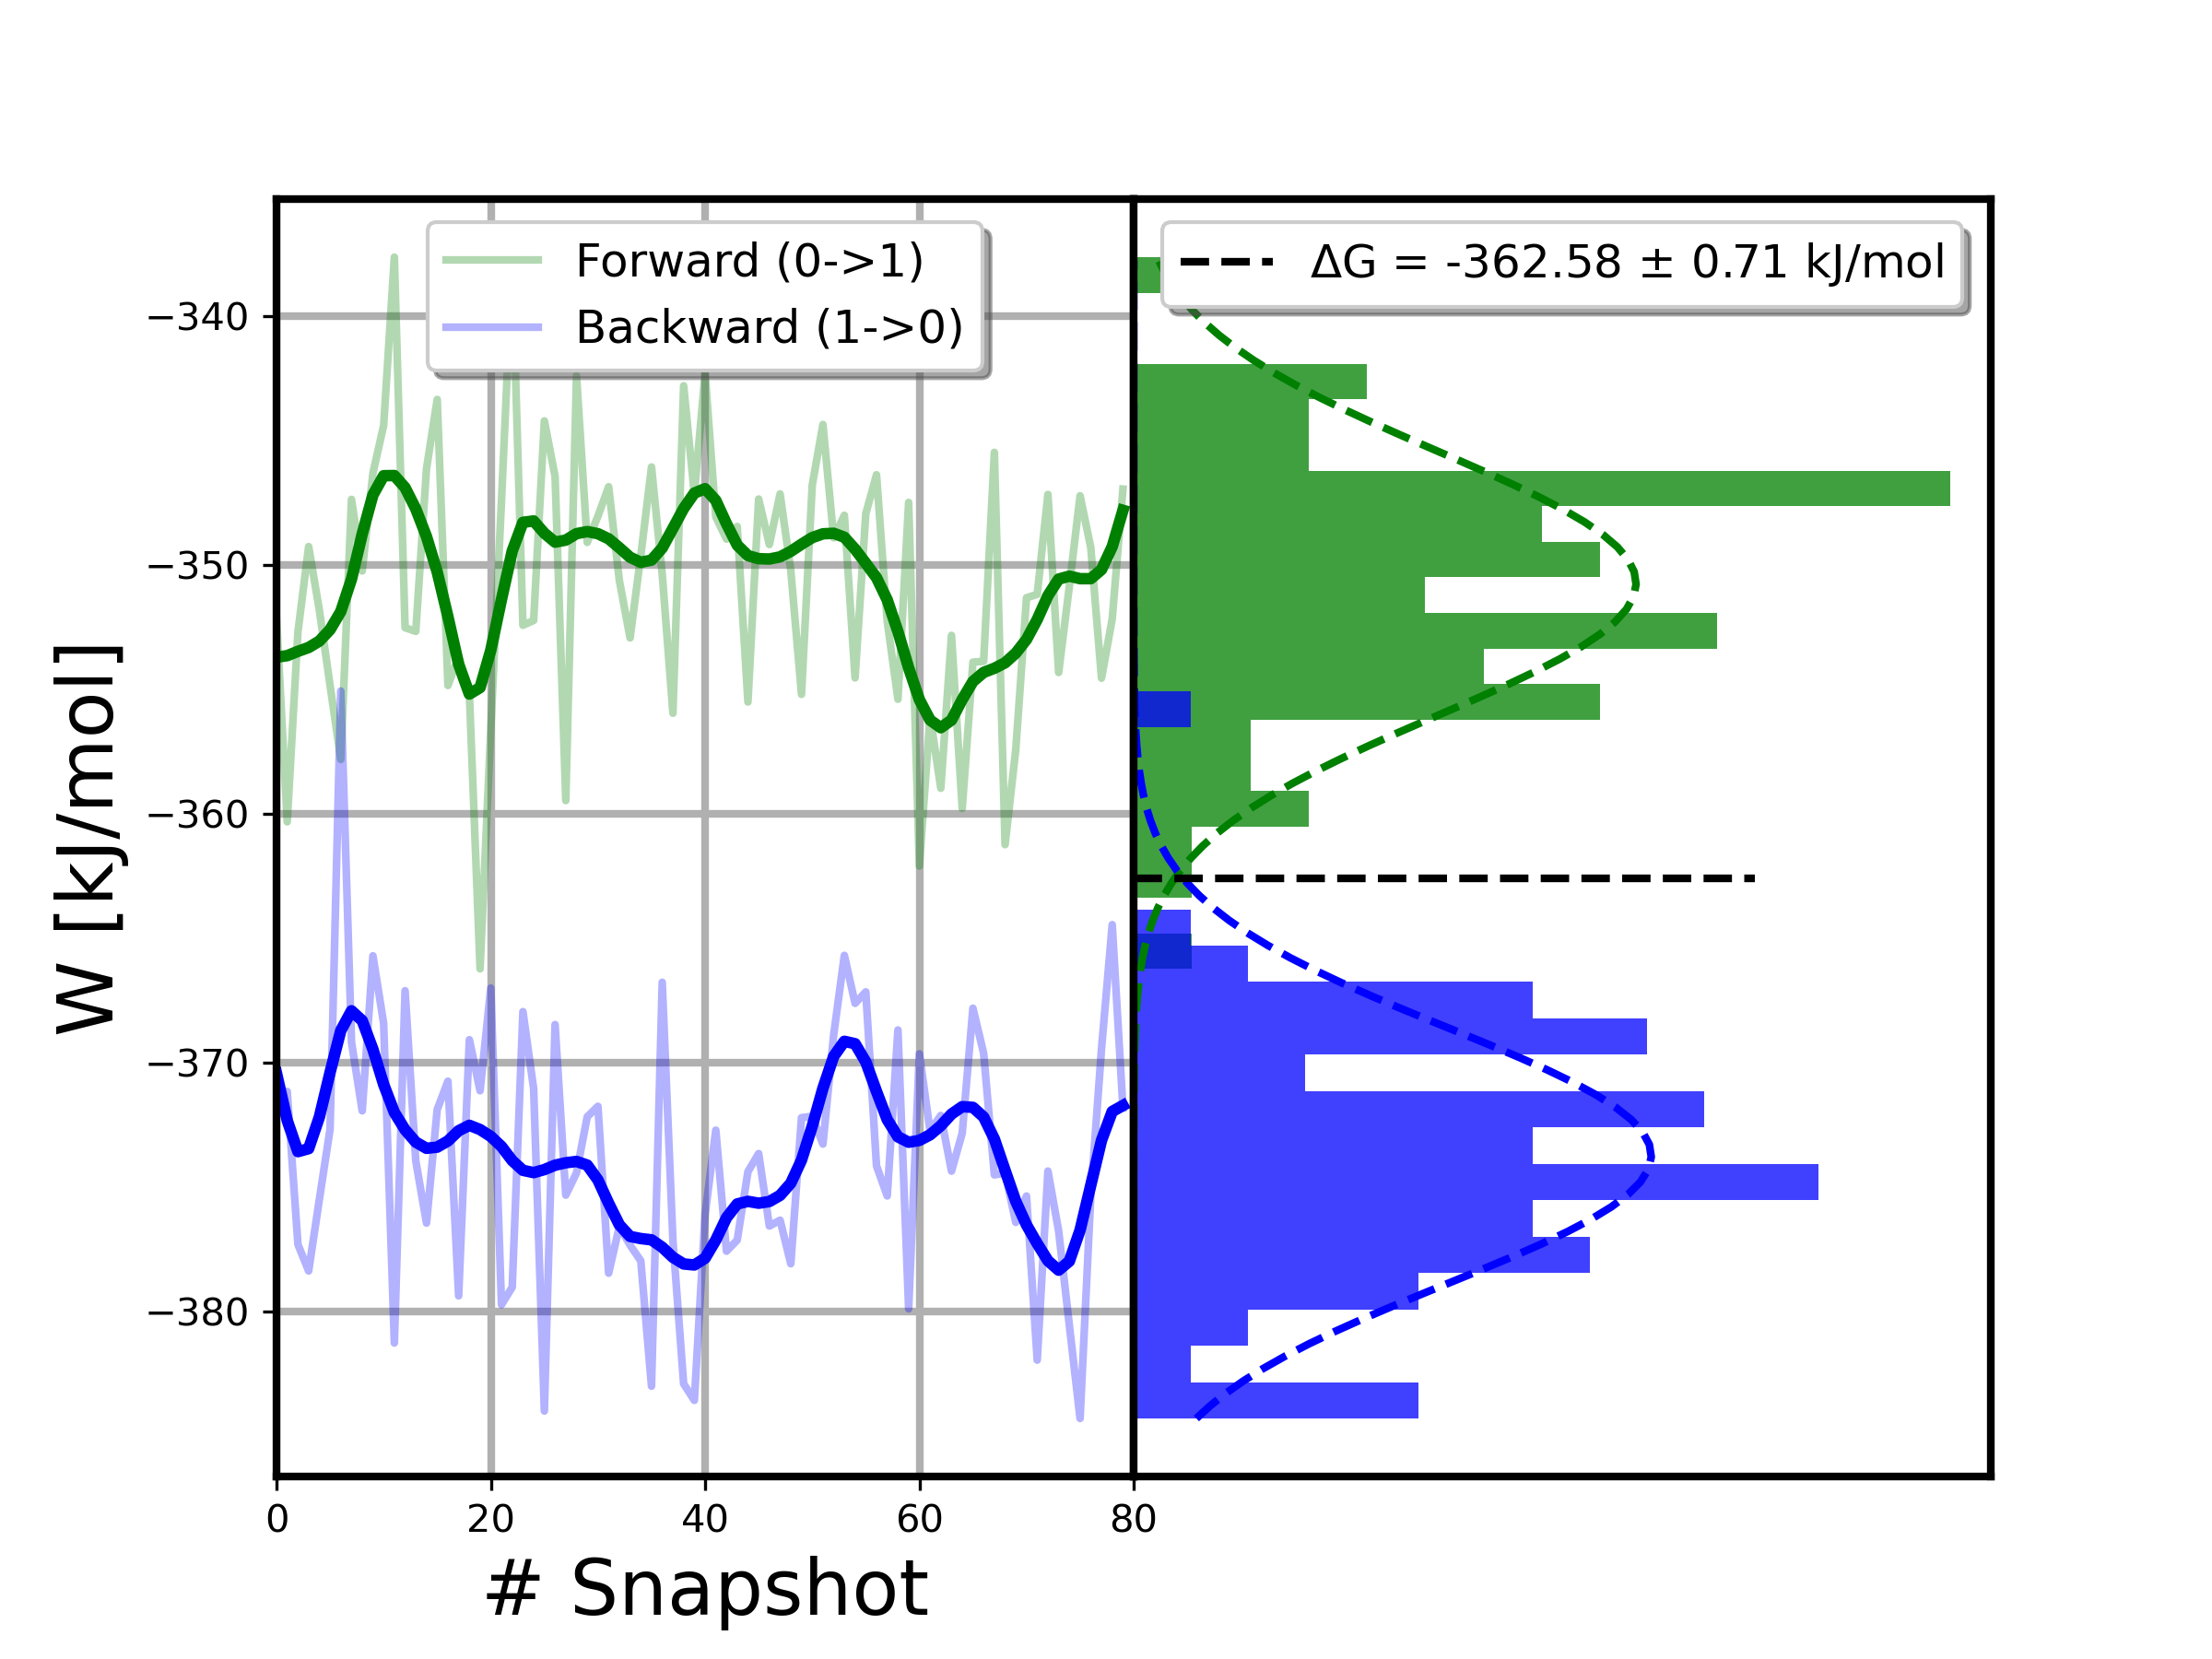 Forward (0->1)
Backward (1->0)
ΔG = -362.58 ± 0.71 kJ/mol
−340
−350
−360
−370
−380
W [kJ/mol]
0 20 40 60 80
# Snapshot